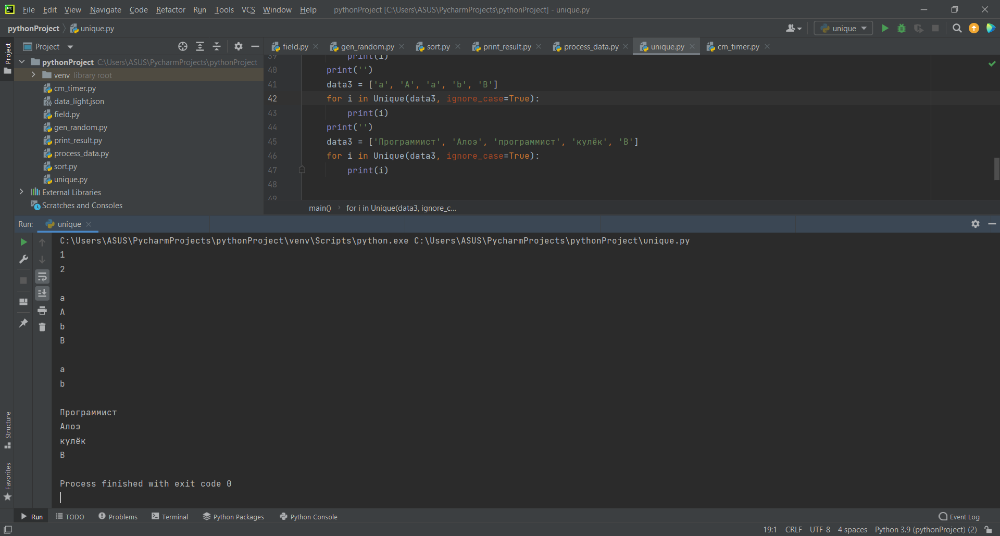 File Edit View Navigate Code Refactor Run Tools VCS Window Help pythonProject [C:\Users\ASUS\PycharmProjects\pythonProject] - unique.py
pythonProject unique.py unique
Project field.py gen_random.py sort.py print_result.py process_data.py unique.py cm_timer.py
Project
pythonProject C:\Users\ASUS\PycharmProjects\pythonProject
venv library root
cm_timer.py
data_light.json
field.py
gen_random.py
print_result.py
process_data.py
sort.py
unique.py
External Libraries
Scratches and Consoles
39 print(i)
40 print('')
41 data3 = ['a', 'A', 'a', 'b', 'B']
42 for i in Unique(data3, ignore_case=True):
43 print(i)
44 print('')
45 data3 = ['Программист', 'Алоэ', 'программист', 'кулёк', 'B']
46 for i in Unique(data3, ignore_case=True):
47 print(i)
48
49
main() for i in Unique(data3, ignore_c...
Run: unique
C:\Users\ASUS\PycharmProjects\pythonProject\venv\Scripts\python.exe C:\Users\ASUS\PycharmProjects\pythonProject\unique.py
1
2
a
A
b
B
a
b
Программист
Алоэ
кулёк
B
Process finished with exit code 0
Structure
Favorites
Run TODO Problems Terminal Python Packages Python Console Event Log
19:1 CRLF UTF-8 4 spaces Python 3.9 (pythonProject) (2)